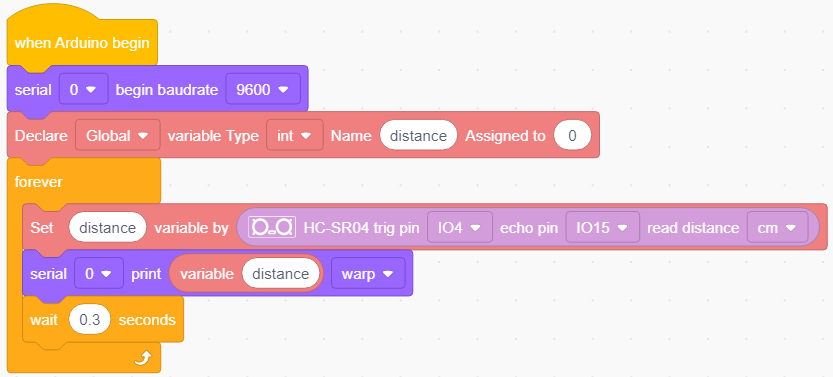 when Arduino begin
serial 0 begin baudrate 9600
Declare Global variable Type int Name distance Assigned to 0
forever
Set distance variable by HC-SR04 trig pin IO4 echo pin IO15 read distance cm
serial 0 print variable distance warp
wait 0.3 seconds